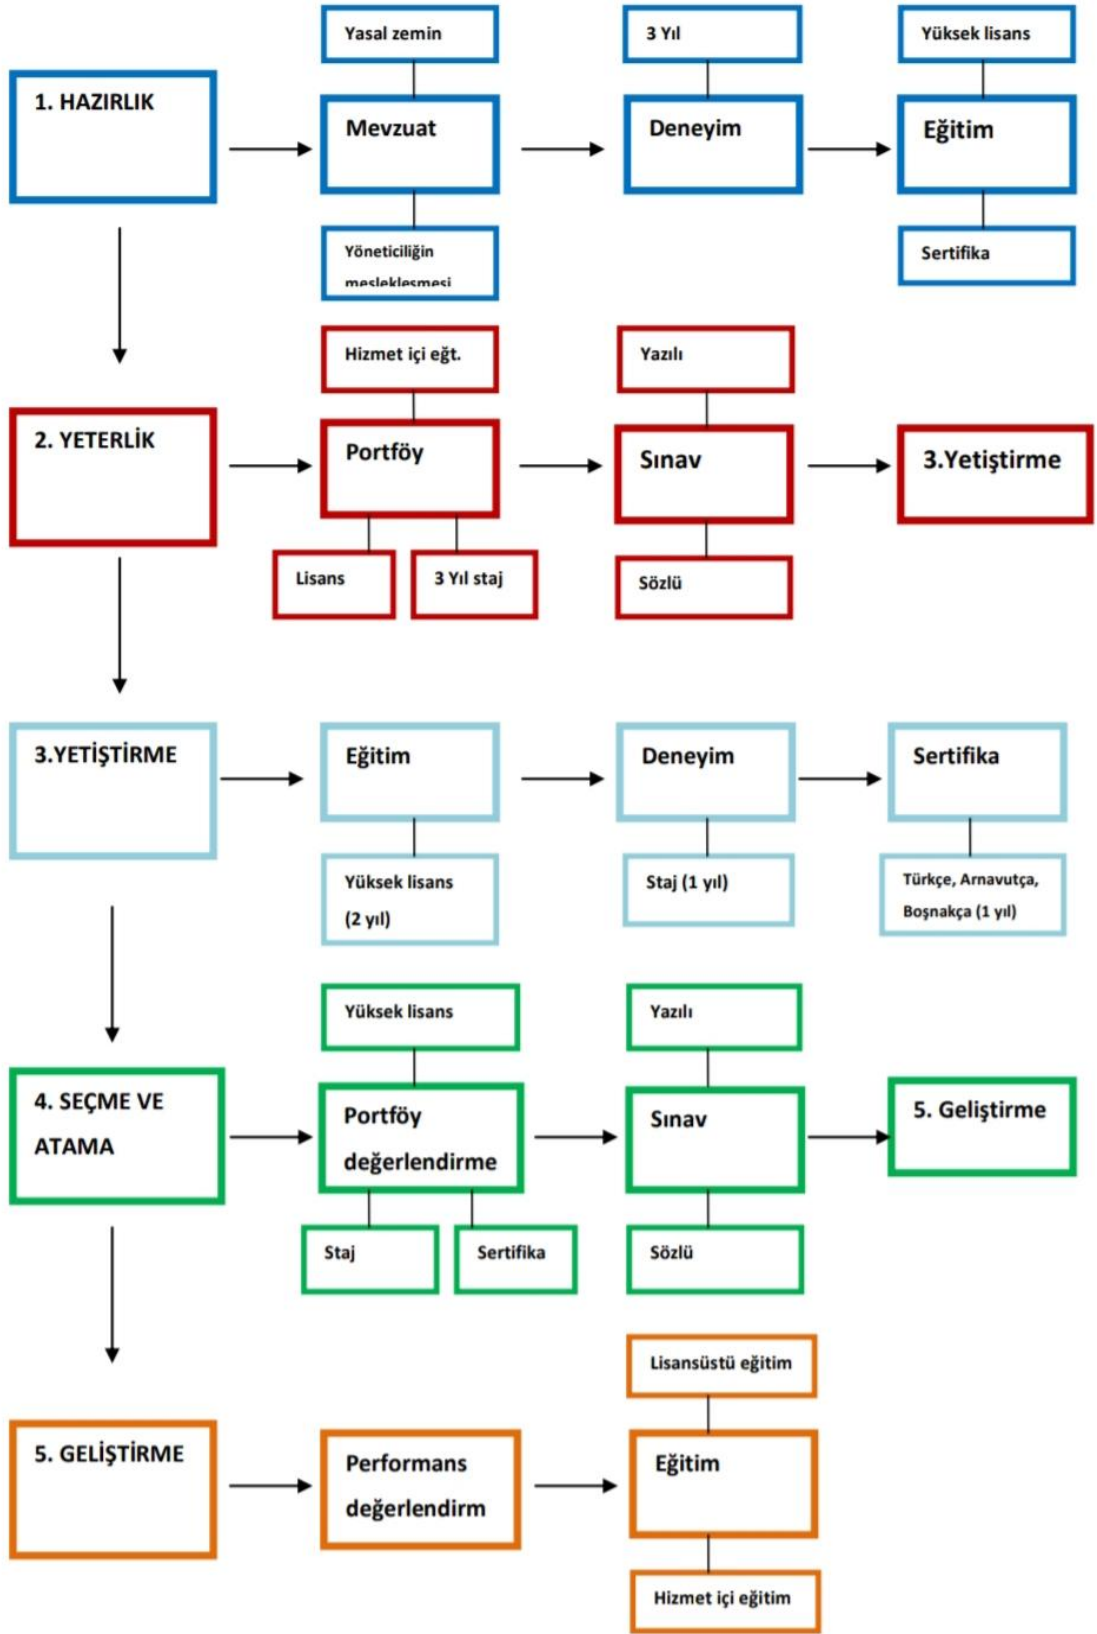 Yasal zemin
3 Yıl
Yüksek lisans
1. HAZIRLIK
Mevzuat
Deneyim
Eğitim
Yöneticiliğin
mesleklesmesi
Sertifika
Hizmet içi eğt.
Yazılı
2. YETERLİK
Portföy
Sınav
3.Yetiştirme
Lisans
3 Yıl staj
Sözlü
3.YETİŞTİRME
Eğitim
Deneyim
Sertifika
Yüksek lisans
(2 yıl)
Staj (1 yıl)
Türkçe, Arnavutça,
Boşnakça (1 yıl)
Yüksek lisans
Yazılı
4. SEÇME VE
ATAMA
Portföy
değerlendirme
Sınav
5. Geliştirme
Staj
Sertifika
Sözlü
Lisansüstü eğitim
5. GELİŞTİRME
Performans
değerlendirm
Eğitim
Hizmet içi eğitim